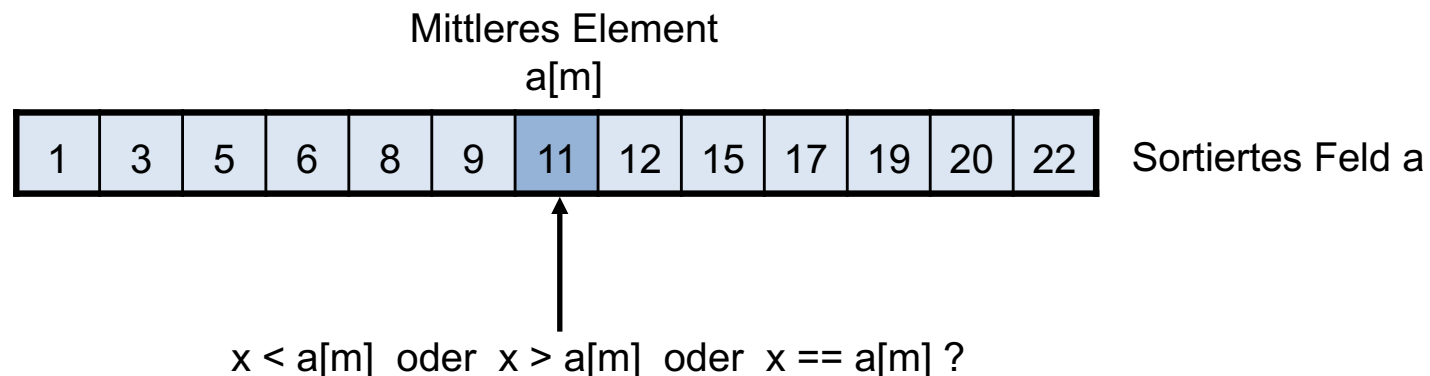 Mittleres Element
a[m]
1 3 5 6 8 9 11 12 15 17 19 20 22 Sortiertes Feld a
x < a[m] oder x > a[m] oder x == a[m] ?